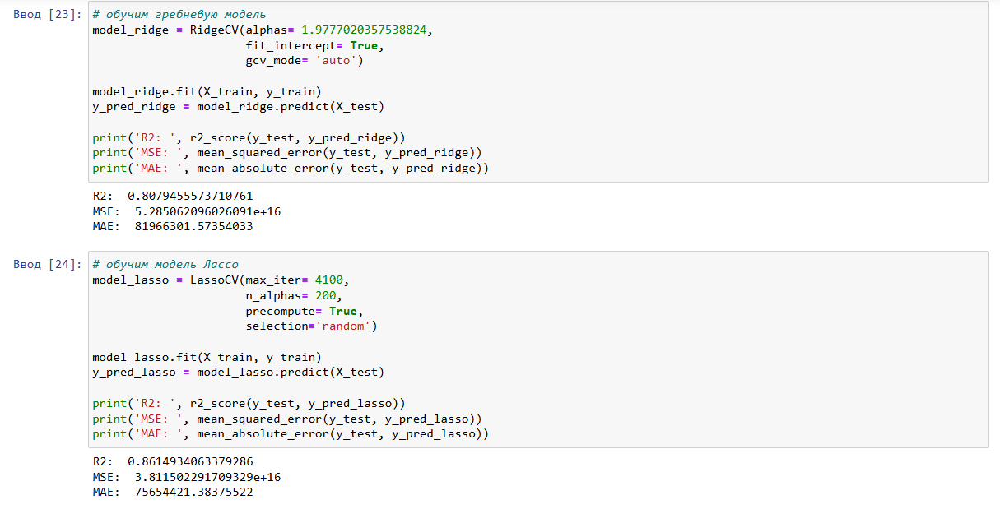 Ввод [23]: # обучим гребневую модель
model_ridge = RidgeCV(alphas= 1.9777020357538824,
                      fit_intercept= True,
                      gcv_mode= 'auto')

model_ridge.fit(X_train, y_train)
y_pred_ridge = model_ridge.predict(X_test)

print('R2: ', r2_score(y_test, y_pred_ridge))
print('MSE: ', mean_squared_error(y_test, y_pred_ridge))
print('MAE: ', mean_absolute_error(y_test, y_pred_ridge))

R2:  0.8079455573710761
MSE:  5.285062096026091e+16
MAE:  81966301.57354033

Ввод [24]: # обучим модель Лассо
model_lasso = LassoCV(max_iter= 4100,
                      n_alphas= 200,
                      precompute= True,
                      selection='random')

model_lasso.fit(X_train, y_train)
y_pred_lasso = model_lasso.predict(X_test)

print('R2: ', r2_score(y_test, y_pred_lasso))
print('MSE: ', mean_squared_error(y_test, y_pred_lasso))
print('MAE: ', mean_absolute_error(y_test, y_pred_lasso))

R2:  0.8614934063379286
MSE:  3.811502291709329e+16
MAE:  75654421.38375522